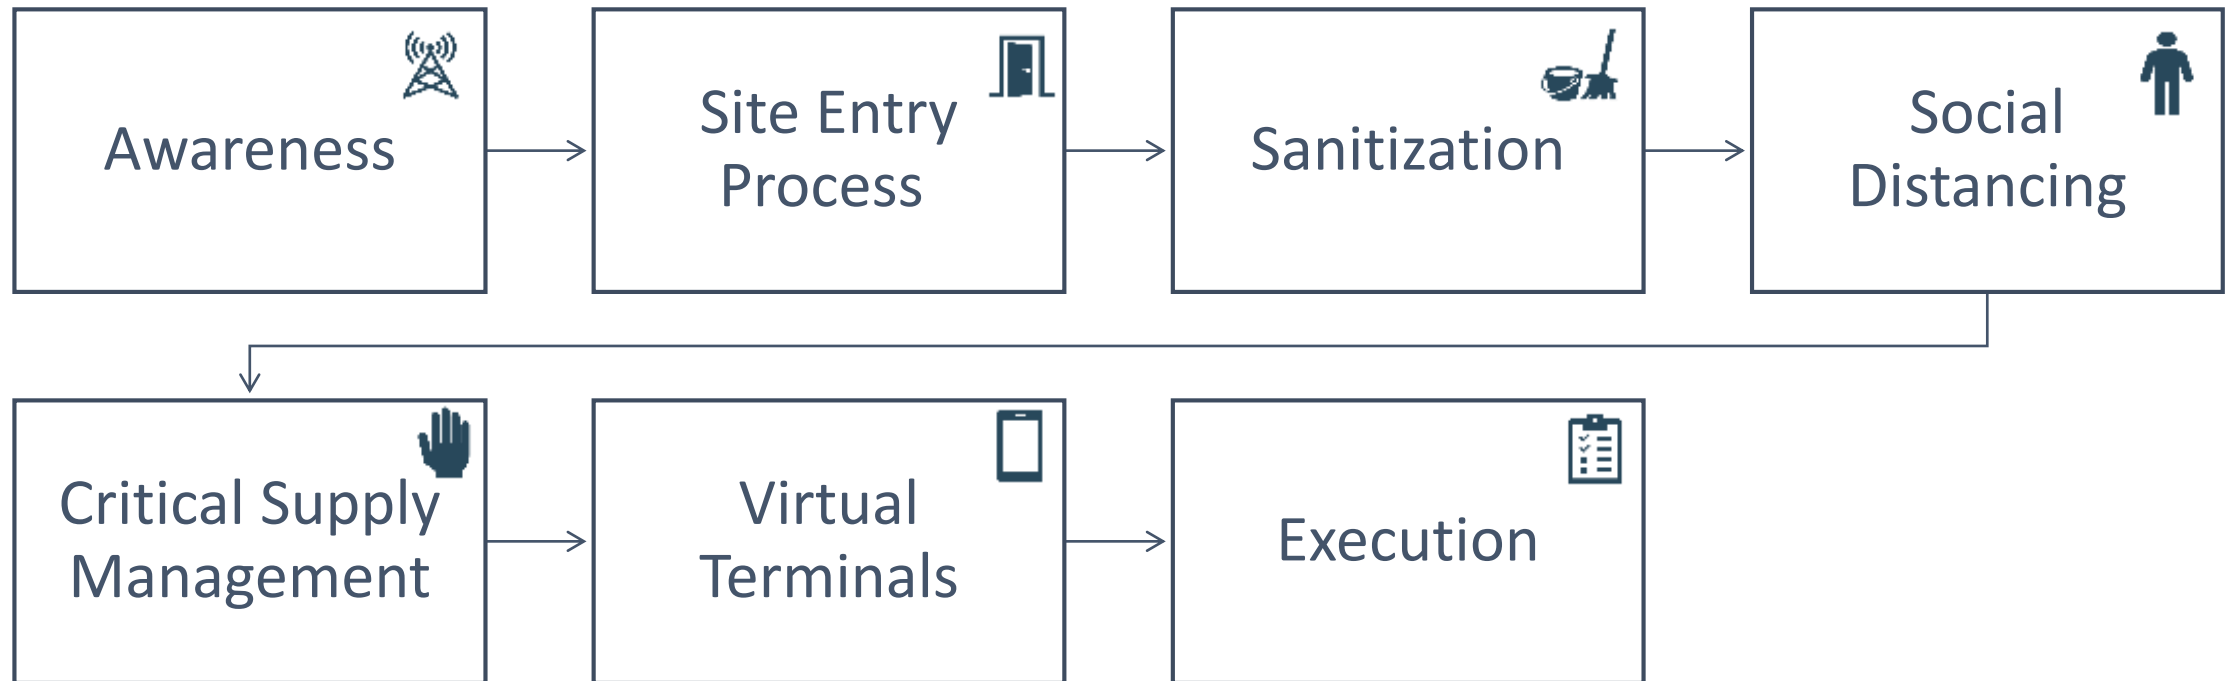 Awareness
Site Entry
Process
Sanitization
Social
Distancing
Critical Supply
Management
Virtual
Terminals
Execution